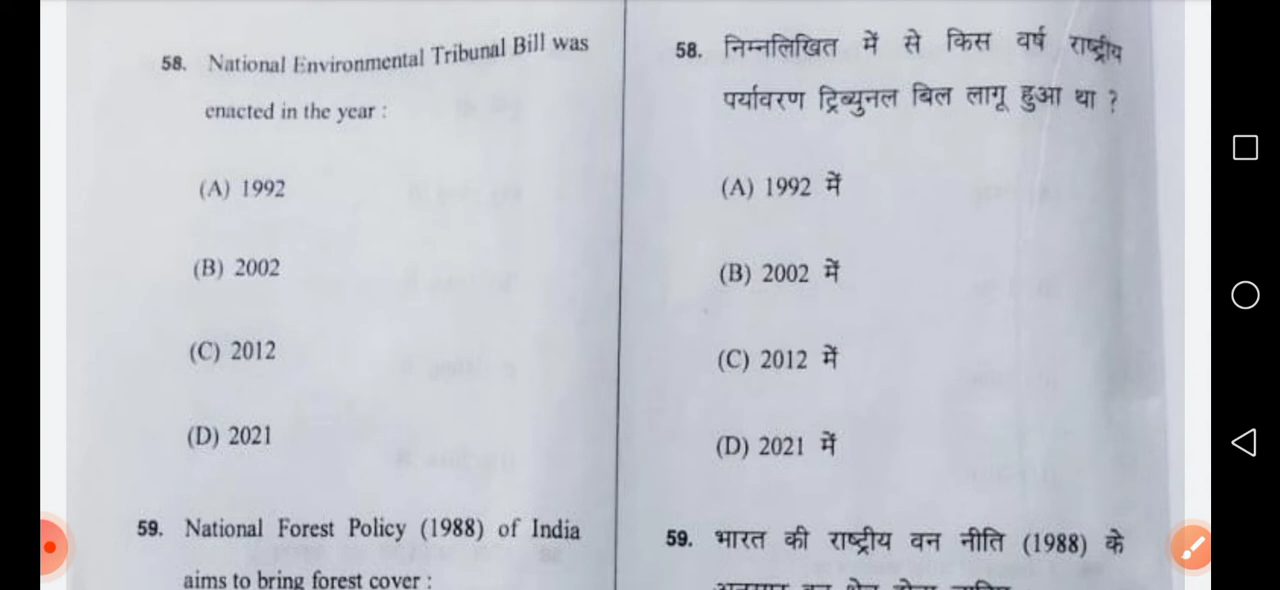 58. National Environmental Tribunal Bill was
enacted in the year :
(A) 1992
(B) 2002
(C) 2012
(D) 2021
59. National Forest Policy (1988) of India
aims to bring forest cover :
58. निम्नलिखित में से किस वर्ष राष्ट्रीय
पर्यावरण ट्रिब्युनल बिल लागू हुआ था ?
(A) 1992 में
(B) 2002 में
(C) 2012 में
(D) 2021 में
59. भारत की राष्ट्रीय वन नीति (1988) के